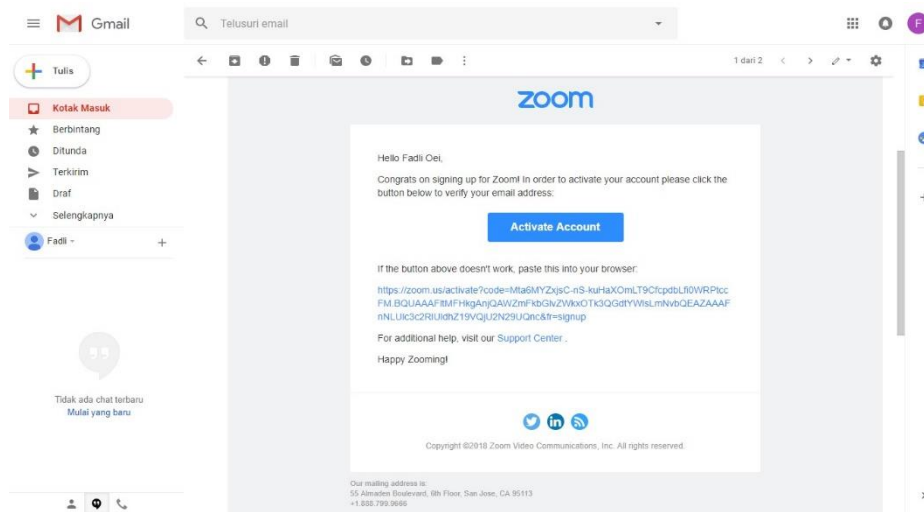 Gmail
Telusuri email
F
Tulis
1 dari 2
Kotak Masuk
Berbintang
Ditunda
Terkirim
Draf
Selengkapnya
Fadli
Tidak ada chat terbaru
Mulai yang baru
zoom
Hello Fadli Oei,
Congrats on signing up for Zoom! In order to activate your account please click the
button below to verify your email address:
Activate Account
If the button above doesn't work, paste this into your browser:
For additional help, visit our Support Center .
Happy Zooming!
in
Copyright ©2018 Zoom Video Communications, Inc. All rights reserved.
Our mailing address is:
55 Almaden Boulevard, 6th Floor, San Jose, CA 95113
+1.888.799.9666